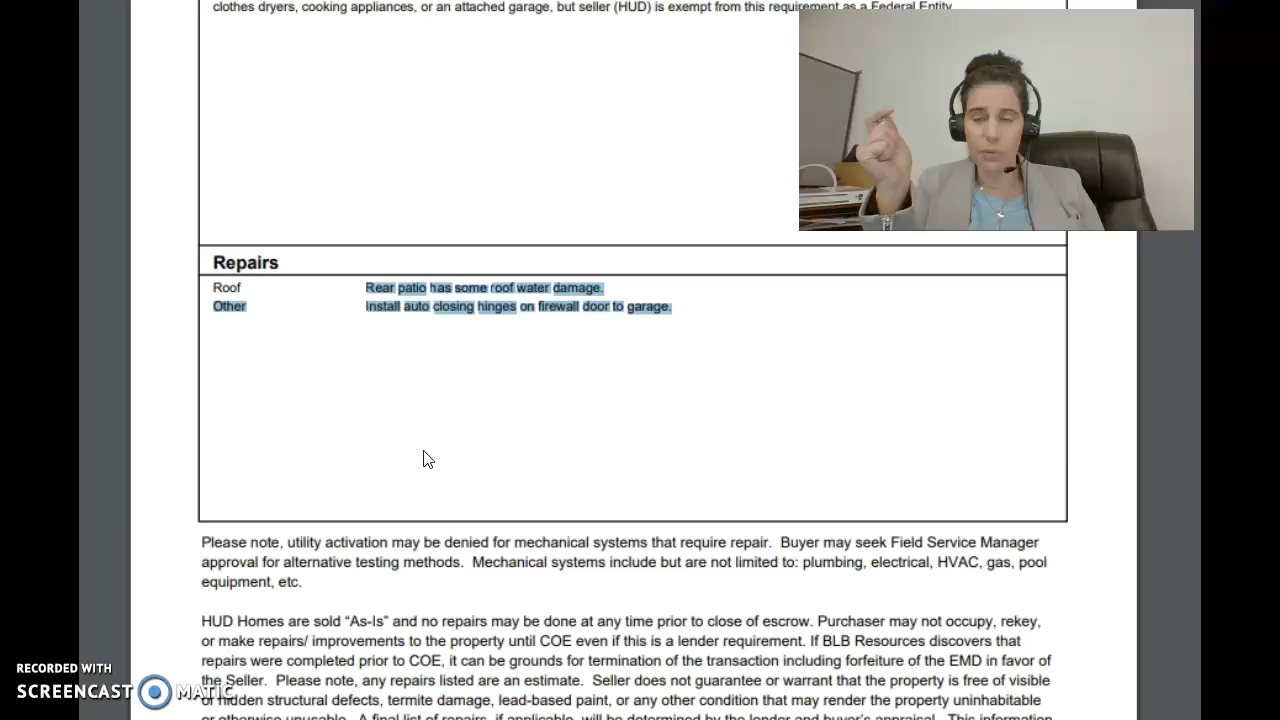 clothes dryers, cooking appliances, or an attached garage, but seller (HUD) is exempt from this requirement as a Federal Entity
Repairs
Roof Rear patio has some roof water damage.
Other Install auto closing hinges on firewall door to garage.
Please note, utility activation may be denied for mechanical systems that require repair. Buyer may seek Field Service Manager
approval for alternative testing methods. Mechanical systems include but are not limited to: plumbing, electrical, HVAC, gas, pool
equipment, etc.
HUD Homes are sold “As-Is” and no repairs may be done at any time prior to close of escrow. Purchaser may not occupy, rekey,
or make repairs/ improvements to the property until COE even if this is a lender requirement. If BLB Resources discovers that
repairs were completed prior to COE, it can be grounds for termination of the transaction including forfeiture of the EMD in favor of
the Seller. Please note, any repairs listed are an estimate. Seller does not guarantee or warrant that the property is free of visible
or hidden structural defects, termite damage, lead-based paint, or any other condition that may render the property uninhabitable
or otherwise unusable. A final list of repairs, if applicable, will be determined by the lender and buyer's appraisal. This information
RECORDED WITH
SCREENCAST MATIC